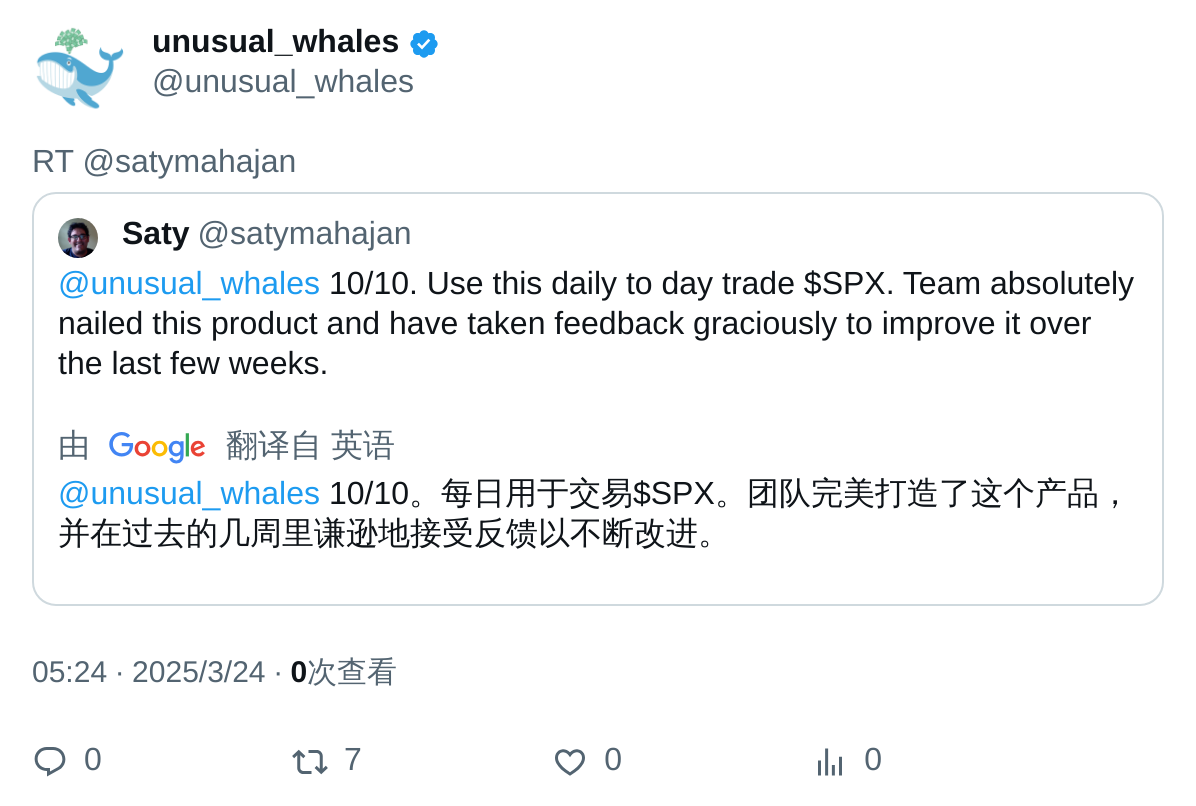 unusual_whales
@unusual_whales
RT @satymahajan
Saty @satymahajan
@unusual_whales 10/10. Use this daily to day trade $SPX. Team absolutely
nailed this product and have taken feedback graciously to improve it over
the last few weeks.
由 Google 翻译自 英语
@unusual_whales 10/10。每日用于交易$SPX。团队完美打造了这个产品，
并在过去的几周里谦逊地接受反馈以不断改进。
05:24 · 2025/3/24 · 0次查看
0 7 0 0